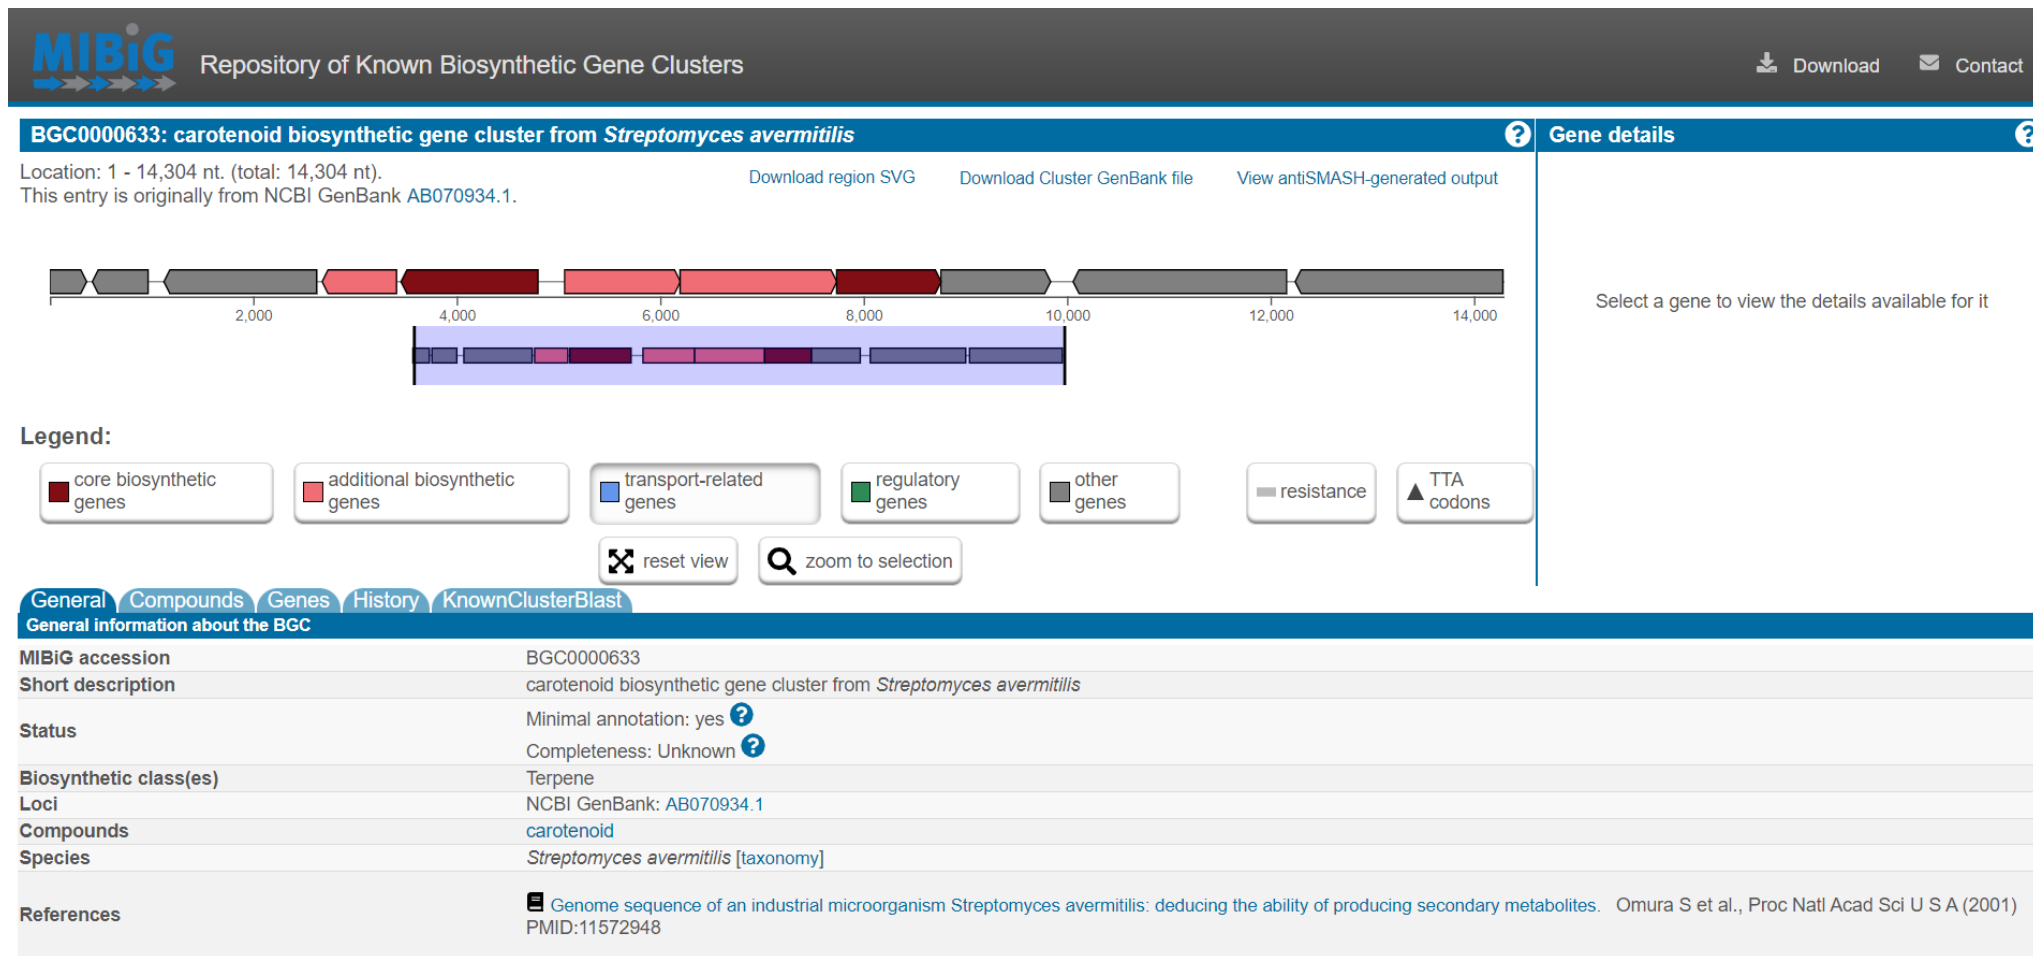 MIBiG
Repository of Known Biosynthetic Gene Clusters
Download
Contact
BGC0000633: carotenoid biosynthetic gene cluster from Streptomyces avermitilis
?
Gene details
?
Location: 1 - 14,304 nt. (total: 14,304 nt).
Download region SVG
Download Cluster GenBank file
View antiSMASH-generated output
This entry is originally from NCBI GenBank AB070934.1.
2,000
4,000
6,000
8,000
10,000
12,000
14,000
Select a gene to view the details available for it
Legend:
core biosynthetic
genes
additional biosynthetic
genes
transport-related
genes
regulatory
genes
other
genes
resistance
TTA
codons
reset view
zoom to selection
General
Compounds
Genes
History
KnownClusterBlast
General information about the BGC
MIBiG accession
BGC0000633
Short description
carotenoid biosynthetic gene cluster from Streptomyces avermitilis
Status
Minimal annotation: yes ?
Completeness: Unknown ?
Biosynthetic class(es)
Terpene
Loci
NCBI GenBank: AB070934.1
Compounds
carotenoid
Species
Streptomyces avermitilis [taxonomy]
References
Genome sequence of an industrial microorganism Streptomyces avermitilis: deducing the ability of producing secondary metabolites. Omura S et al., Proc Natl Acad Sci U S A (2001)
PMID:11572948